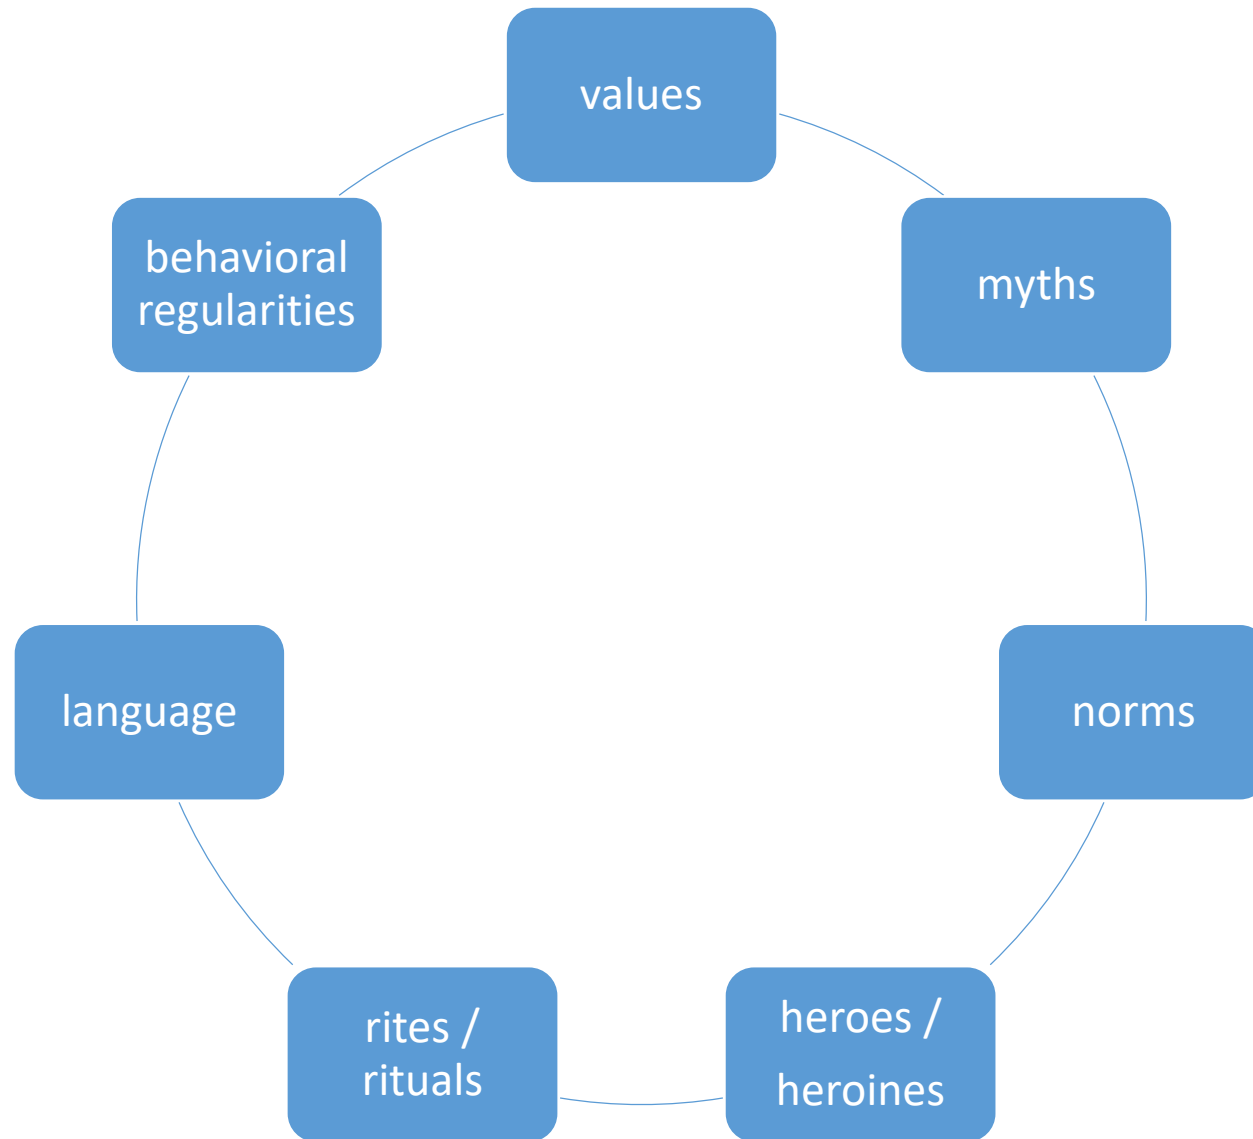 values
myths
norms
heroes /
heroines
rites /
rituals
language
behavioral
regularities